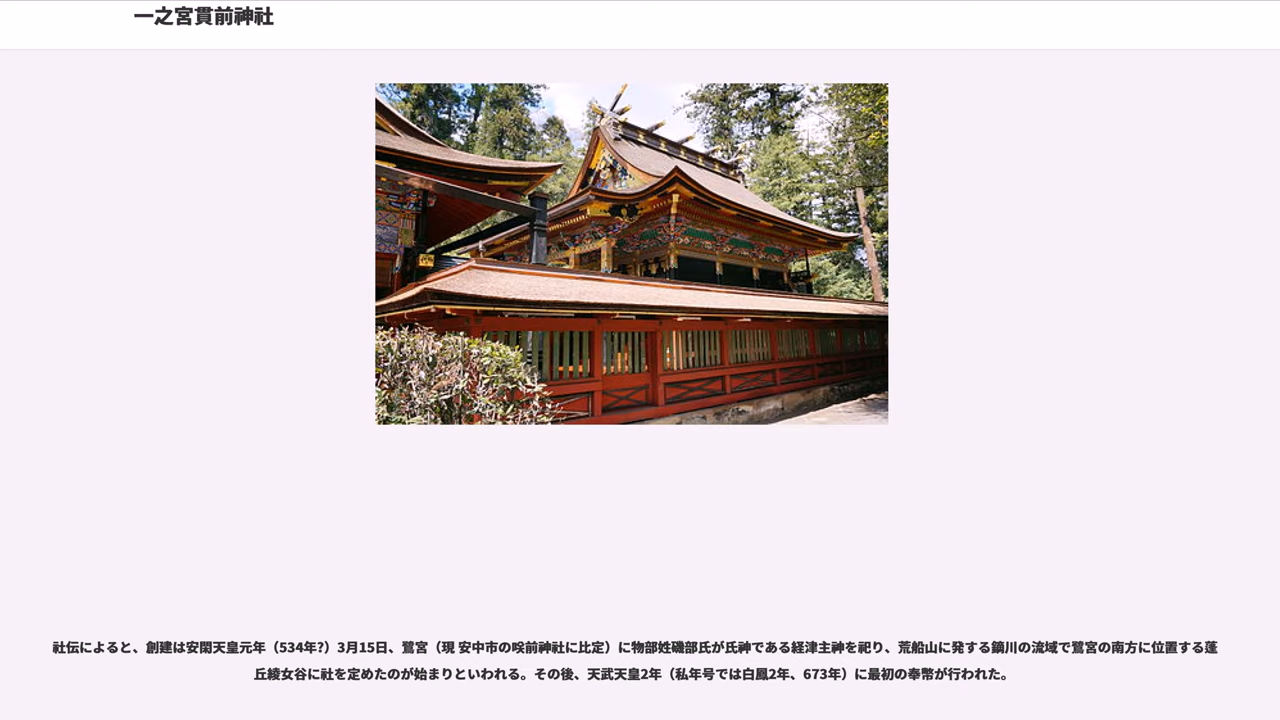 一之宮貫前神社
社伝によると、創建は安閑天皇元年（534年?）3月15日、鷺宮（現 安中市の咲前神社に比定）に物部姓磯部氏が氏神である経津主神を祀り、荒船山に発する鏑川の流域で鷺宮の南方に位置する蓬
丘綾女谷に社を定めたのが始まりといわれる。その後、天武天皇2年（私年号では白鳳2年、673年）に最初の奉幣が行われた。